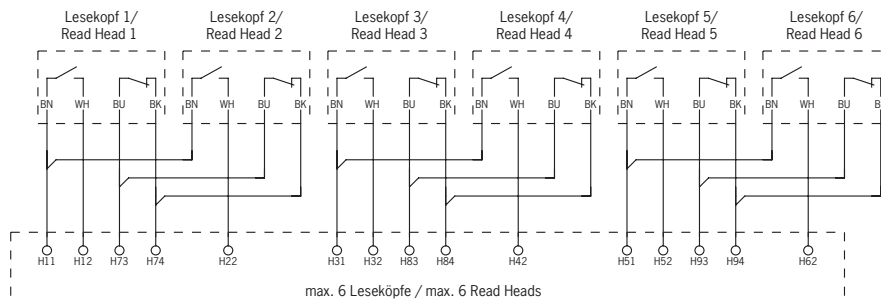 Lesekopf 1/ Lesekopf 2/ Lesekopf 3/ Lesekopf 4/ Lesekopf 5/ Lesekopf 6/
Read Head 1 Read Head 2 Read Head 3 Read Head 4 Read Head 5 Read Head 6
BN WH BU BK BN WH BU BK BN WH BU BK BN WH BU BK BN WH BU BK BN WH BU
H11 H12 H73 H74 H22 H31 H32 H83 H84 H42 H51 H52 H93 H94 H62
max. 6 Leseköpfe / max. 6 Read Heads